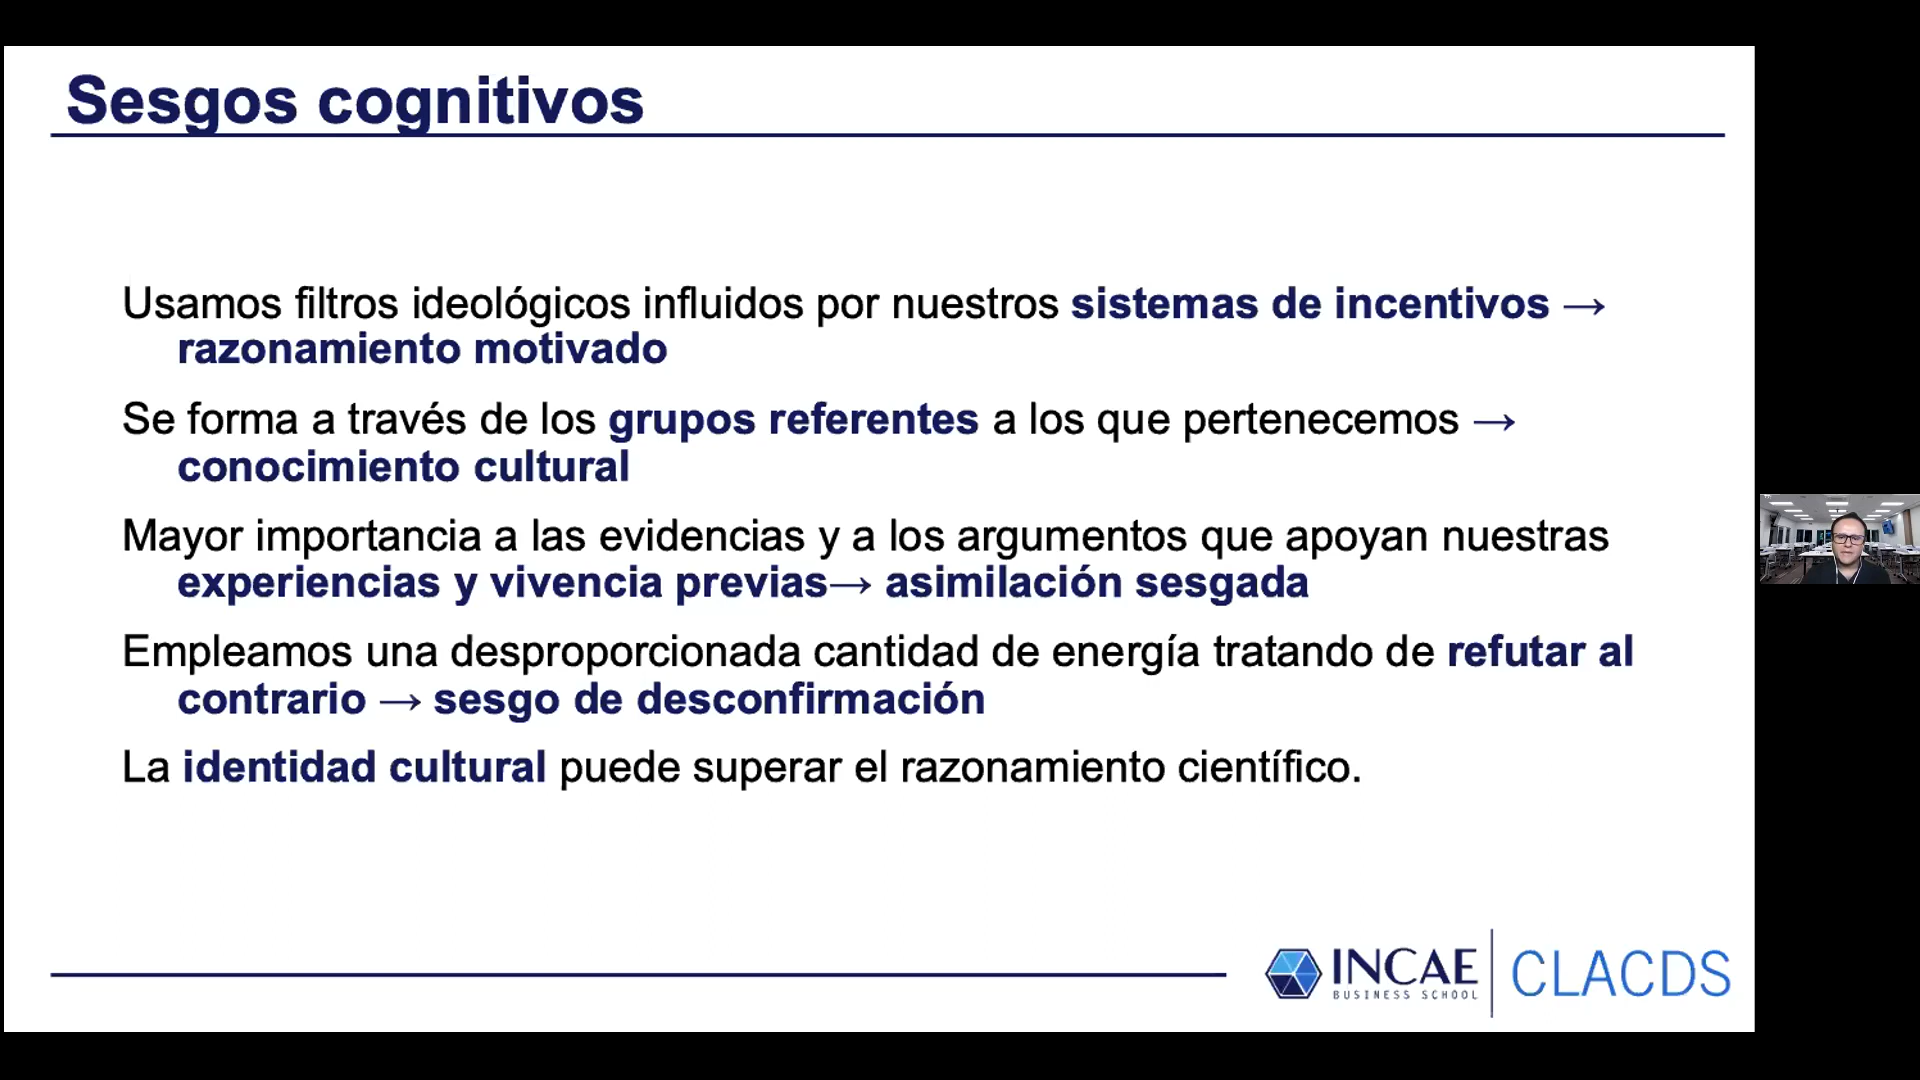 Sesgos cognitivos
Usamos filtros ideológicos influidos por nuestros sistemas de incentivos →
razonamiento motivado
Se forma a través de los grupos referentes a los que pertenecemos →
conocimiento cultural
Mayor importancia a las evidencias y a los argumentos que apoyan nuestras
experiencias y vivencia previas→ asimilación sesgada
Empleamos una desproporcionada cantidad de energía tratando de refutar al
contrario → sesgo de desconfirmación
La identidad cultural puede superar el razonamiento científico.
INCAE
BUSINESS SCHOOL
CLACDS